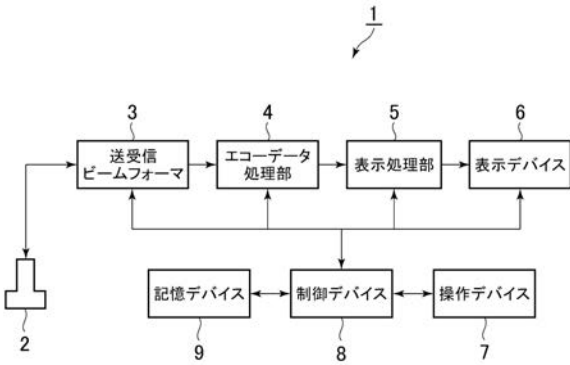 1
3
4
5
6
送受信
ビームフォーマ
エコーデータ
処理部
表示処理部
表示デバイス
記憶デバイス
制御デバイス
操作デバイス
2
9
8
7